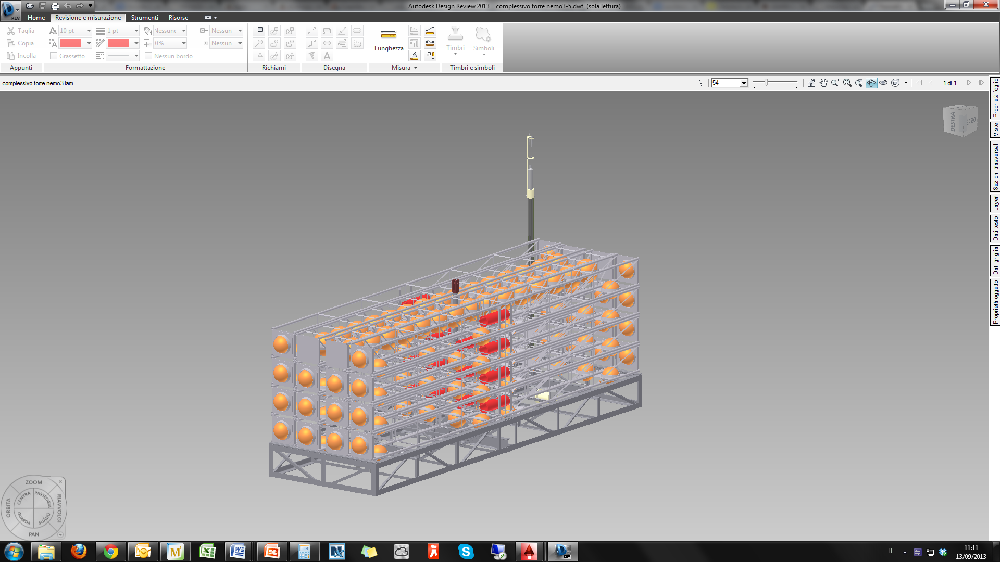 Autodesk Design Review 2013 complessivo torre nemo3-5.dwf (sola lettura)
REV
Home Revisione e misurazione Strumenti Risorse
Taglia 10 pt 1 pt Nessunc Nessun
Copia 0% Nessun
Incolla Grassetto Nessun bordo
Lunghezza Timbri Simboli
Appunti Formattazione Richiami Disegna Misura Timbri e simboli
complessivo torre nemo3.iam 54 1 di 1
Proprietà foglio
Viste
Sezioni trasversali
Layer
Dati testo
Dati griglia
Proprietà oggetto
DESTRA BASSO
ZOOM
ORBITA CENTRA PASSEGGIA RIAVVOLGI
GUARDA SU/GIÙ
PAN
IT 11:11
13/09/2013